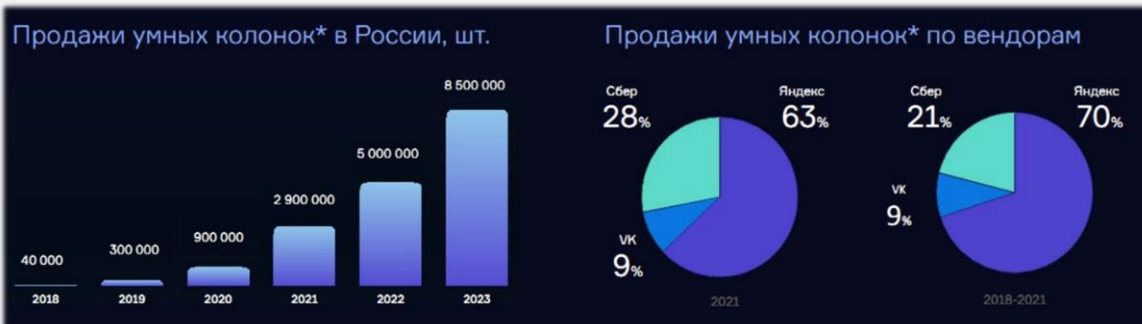 Продажи умных колонок* в России, шт.
8 500 000
5 000 000
2 900 000
900 000
300 000
40 000
2018 2019 2020 2021 2022 2023
Продажи умных колонок* по вендорам
Сбер
28%
Яндекс
63%
VK
9%
2021
Сбер
21%
Яндекс
70%
VK
9%
2018-2021